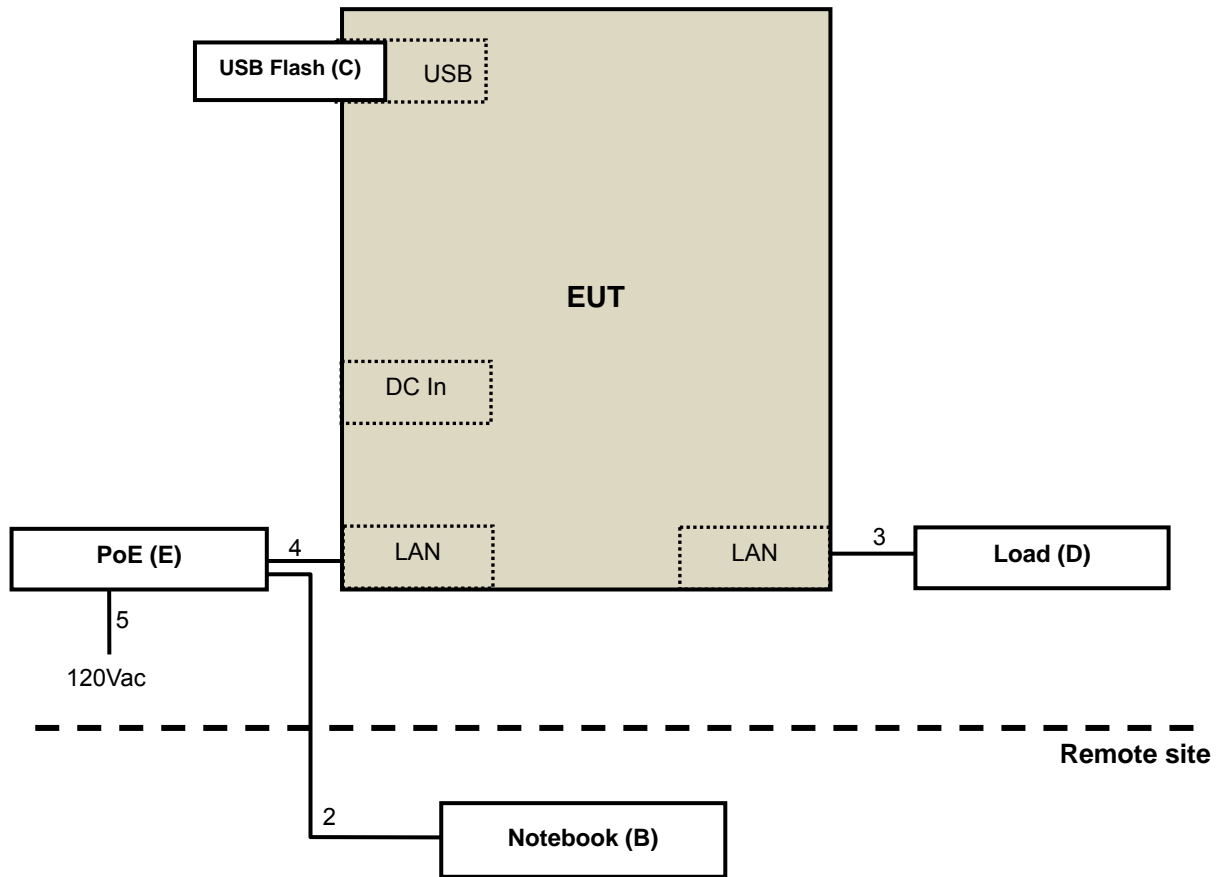 USB Flash (C)
USB
EUT
DC In
PoE (E)
4
LAN
LAN
3
Load (D)
5
120Vac
Remote site
2
Notebook (B)